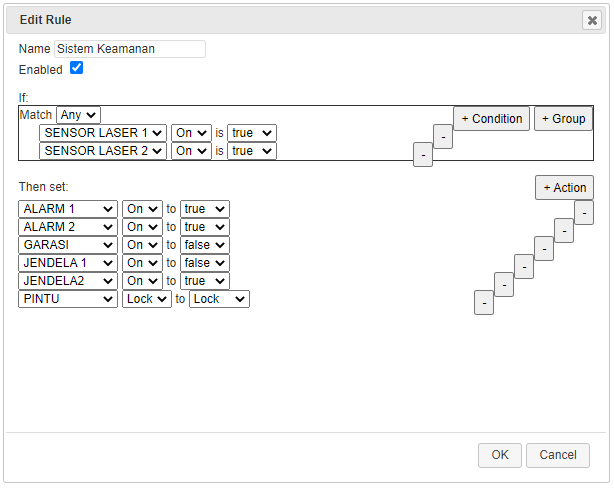 Edit Rule
Name Sistem Keamanan
Enabled
If:
Match Any + Condition + Group
SENSOR LASER 1 On is true -
SENSOR LASER 2 On is true -
Then set: + Action
ALARM 1 On to true -
ALARM 2 On to true -
GARASI On to false -
JENDELA 1 On to false -
JENDELA2 On to true -
PINTU Lock to Lock -
OK Cancel